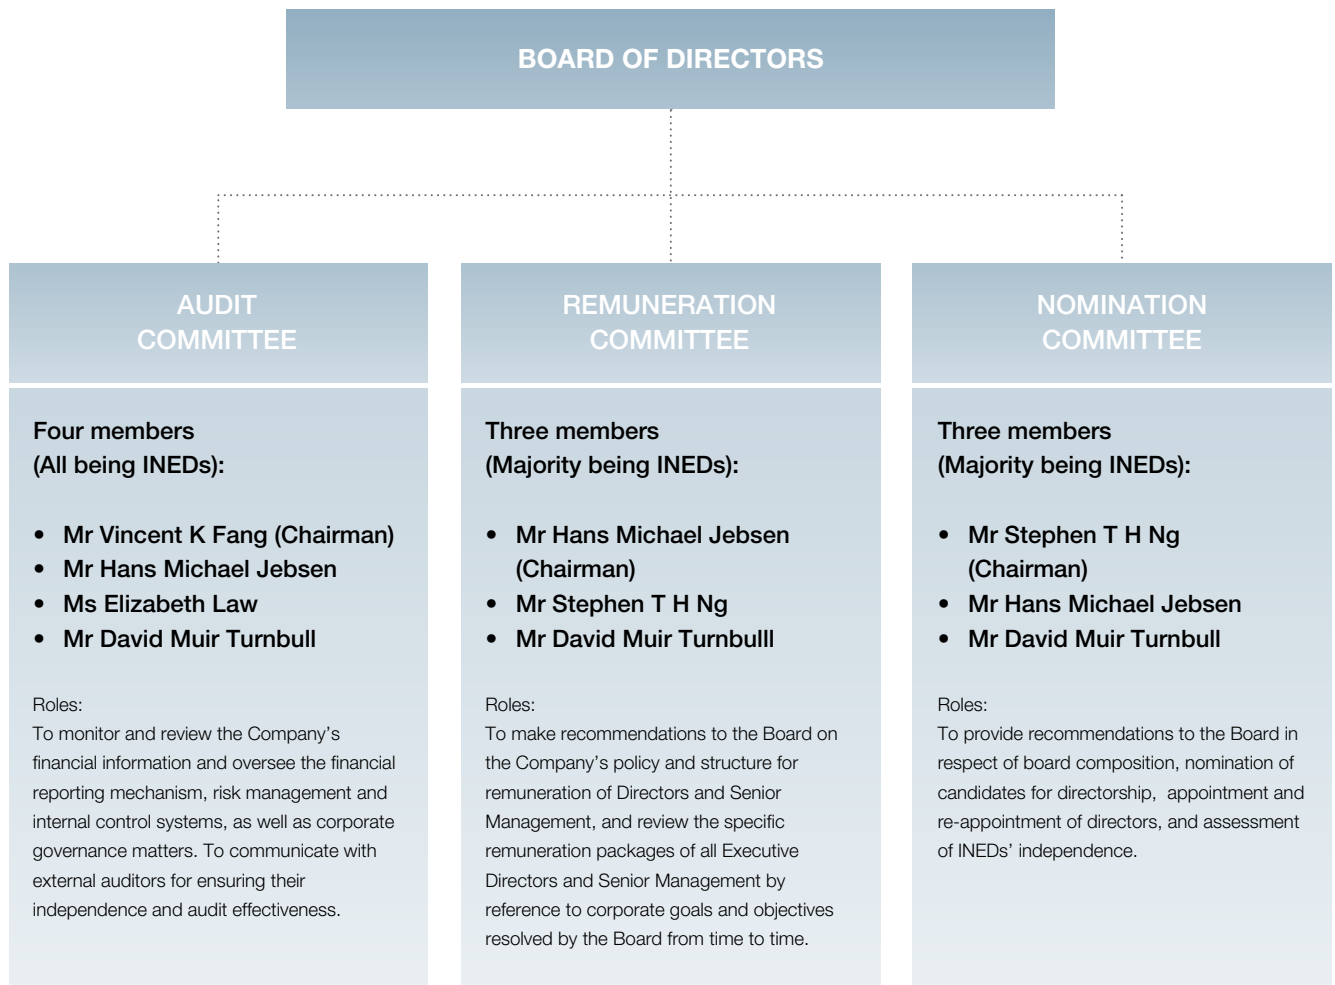 BOARD OF DIRECTORS
AUDIT
COMMITTEE
Four members
(All being INEDs):
• Mr Vincent K Fang (Chairman)
• Mr Hans Michael Jebsen
• Ms Elizabeth Law
• Mr David Muir Turnbull
Roles:
To monitor and review the Company's
financial information and oversee the financial
reporting mechanism, risk management and
internal control systems, as well as corporate
governance matters. To communicate with
external auditors for ensuring their
independence and audit effectiveness.
REMUNERATION
COMMITTEE
Three members
(Majority being INEDs):
• Mr Hans Michael Jebsen
(Chairman)
• Mr Stephen T H Ng
• Mr David Muir Turnbulll
Roles:
To make recommendations to the Board on
the Company's policy and structure for
remuneration of Directors and Senior
Management, and review the specific
remuneration packages of all Executive
Directors and Senior Management by
reference to corporate goals and objectives
resolved by the Board from time to time.
NOMINATION
COMMITTEE
Three members
(Majority being INEDs):
• Mr Stephen T H Ng
(Chairman)
• Mr Hans Michael Jebsen
• Mr David Muir Turnbull
Roles:
To provide recommendations to the Board in
respect of board composition, nomination of
candidates for directorship,  appointment and
re-appointment of directors, and assessment
of INEDs' independence.